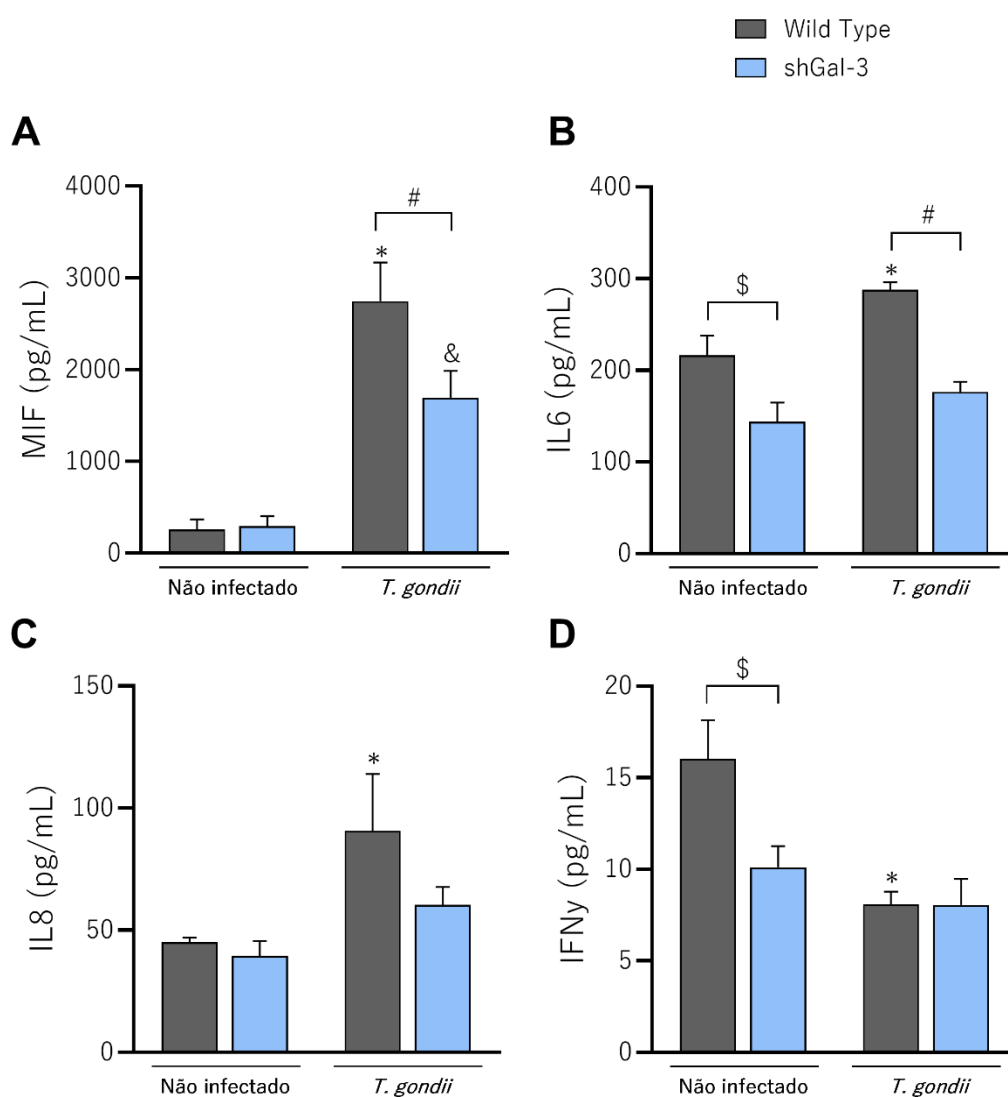 Wild Type
shGal-3
A
4000
3000
2000
1000
0
MIF (pg/mL)
#
*
&
Não infectado
T. gondii
B
400
300
200
100
0
IL6 (pg/mL)
$
#
*
Não infectado
T. gondii
C
150
100
50
0
IL8 (pg/mL)
*
Não infectado
T. gondii
D
20
15
10
5
0
IFNy (pg/mL)
$
*
Não infectado
T. gondii